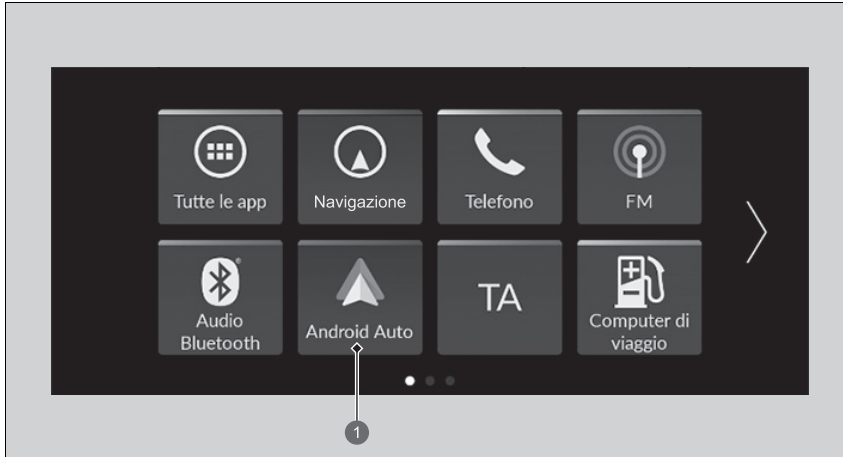 Tutte le app
Navigazione
Telefono
FM
Audio
Bluetooth
Android Auto
TA
Computer di
viaggio
1